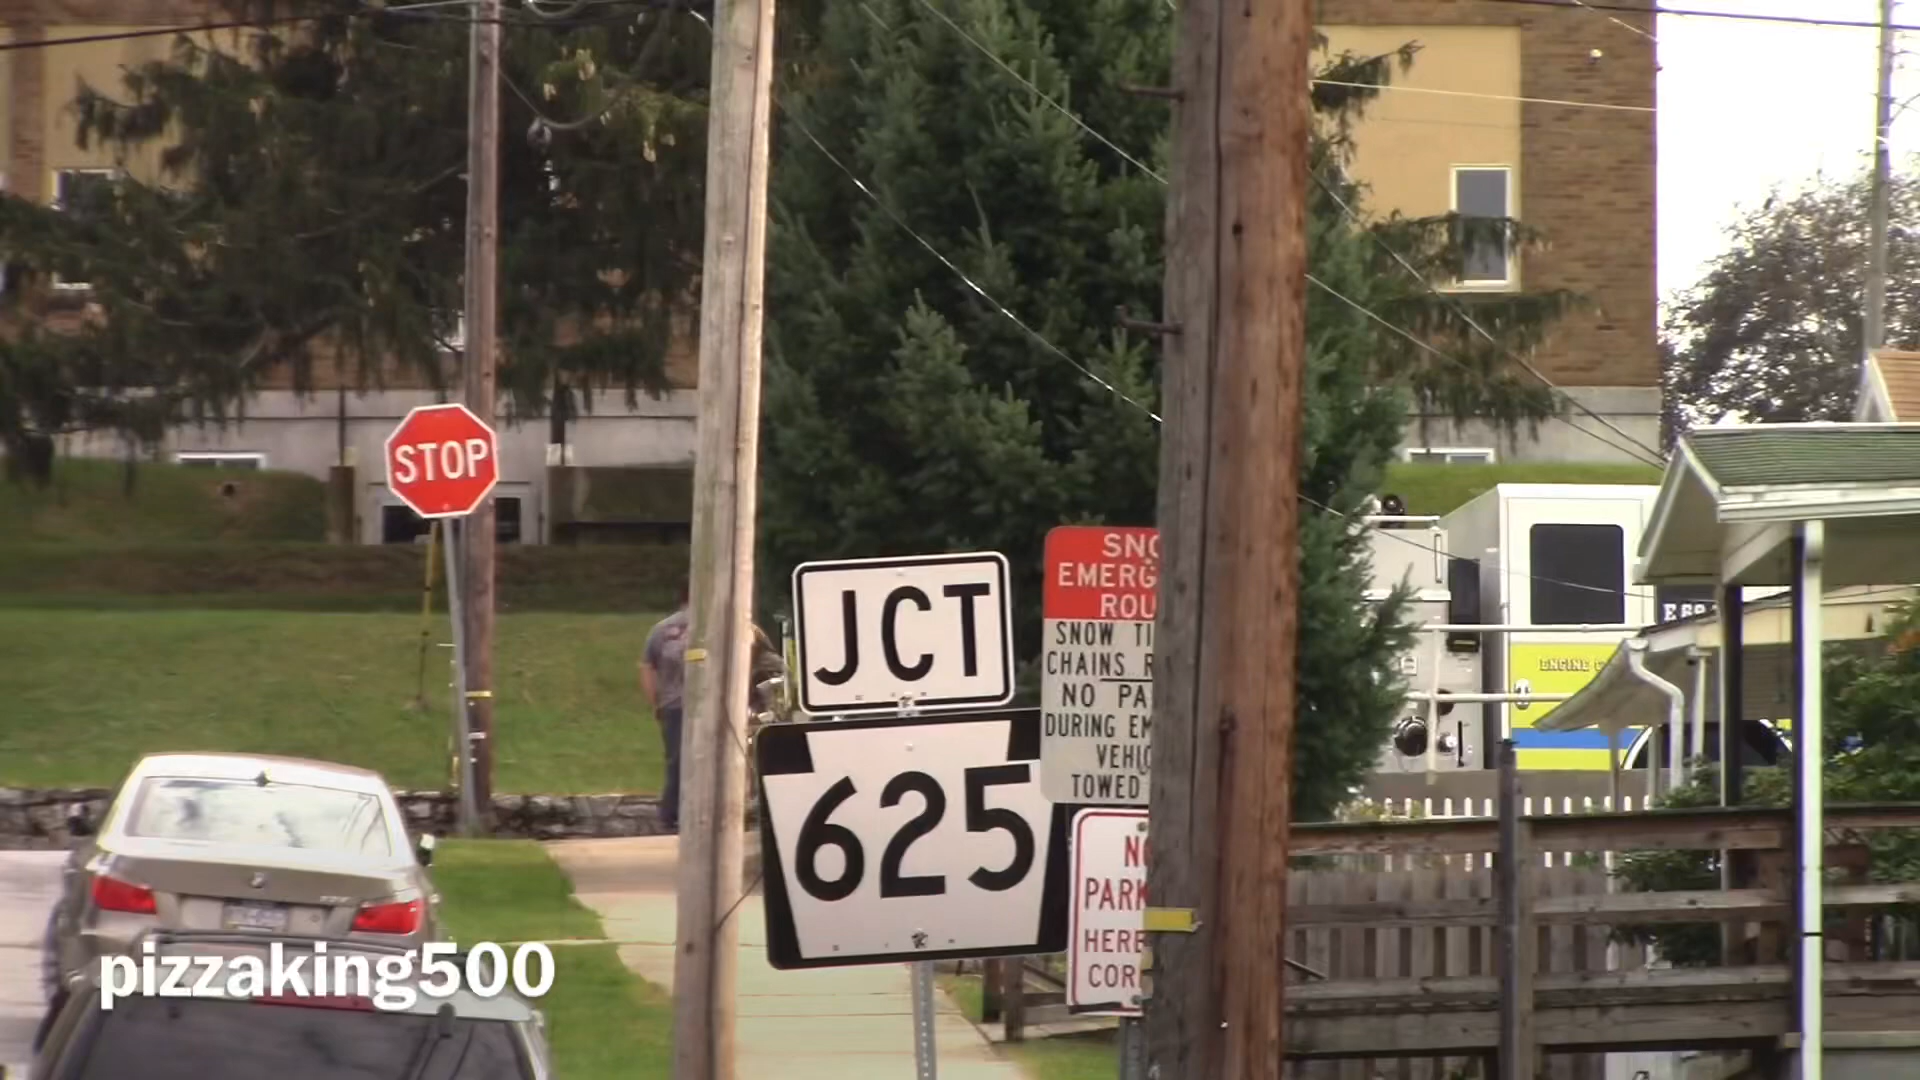 STOP
JCT
625
SNO
EMERG
ROU
SNOW TI
CHAINS R
NO PA
DURING EM
VEHIC
TOWED
NO
PARK
HERE
COR
ENGINE
pizzaking500